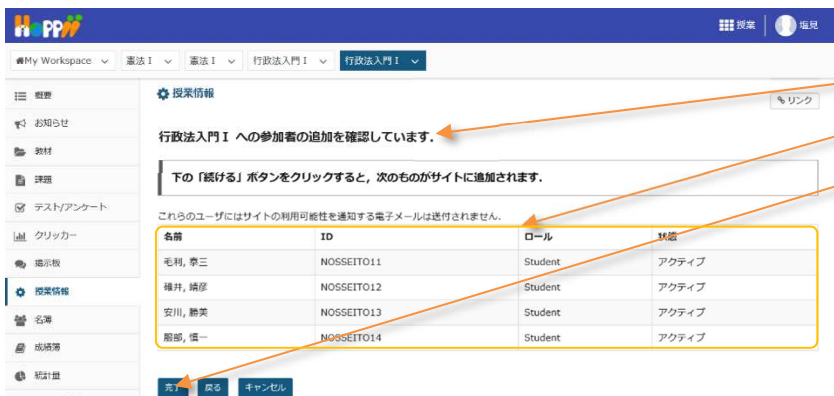 HOPPii
授業
塩見
My Workspace
憲法Ⅰ
憲法Ⅰ
行政法入門Ⅰ
行政法入門Ⅰ
概要
お知らせ
教材
課題
テスト/アンケート
クリッカー
掲示板
授業情報
名簿
成績簿
統計量
授業情報
リンク
行政法入門Ⅰ への参加者の追加を確認しています.
下の「続ける」ボタンをクリックすると, 次のものがサイトに追加されます.
これらのユーザにはサイトの利用可能性を通知する電子メールは送付されません.
名前 ID ロール 状態
毛利, 泰三 NOSSEITO11 Student アクティブ
碓井, 靖彦 NOSSEITO12 Student アクティブ
安川, 勝美 NOSSEITO13 Student アクティブ
服部, 恒一 NOSSEITO14 Student アクティブ
完了 戻る キャンセル